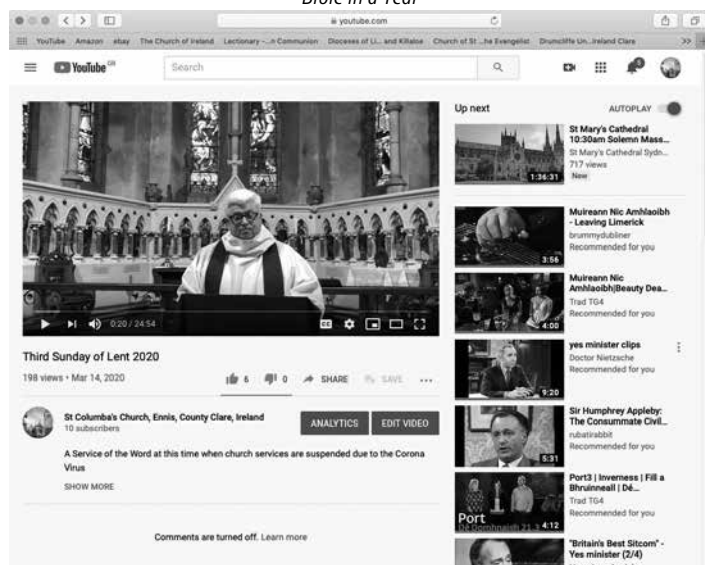 Bible in a Year
youtube.com
YouTube Amazon ebay The Church of Ireland Lectionary -...n Communion Dioceses of Li... and Killaloe Church of St ...he Evangelist Drumcliffe Un...Ireland Clare >>
YouTube GB
Search
0:20 / 24:54
Third Sunday of Lent 2020
198 views • Mar 14, 2020
6 0 SHARE SAVE ...
St Columba's Church, Ennis, County Clare, Ireland
10 subscribers
ANALYTICS EDIT VIDEO
A Service of the Word at this time when church services are suspended due to the Corona
Virus
SHOW MORE
Comments are turned off. Learn more
Up next AUTOPLAY
1:36:31
St Mary's Cathedral
10:30am Solemn Mass...
St Mary's Cathedral Sydn...
717 views
New
3:56
Muireann Nic Amhlaoibh
- Leaving Limerick
brummydubliner
Recommended for you
4:00
Muireann Nic
Amhlaoibh|Beauty Dea...
Trad TG4
Recommended for you
9:20
yes minister clips
Doctor Nietzsche
Recommended for you
5:31
Sir Humphrey Appleby:
The Consummate Civil...
rubatirabbit
Recommended for you
Port
Dé Domhnaigh 21.3
4:12
Port3 | Inverness | Fill a
Bhruinneall | Dé...
Trad TG4
Recommended for you
"Britain's Best Sitcom" -
Yes minister (2/4)